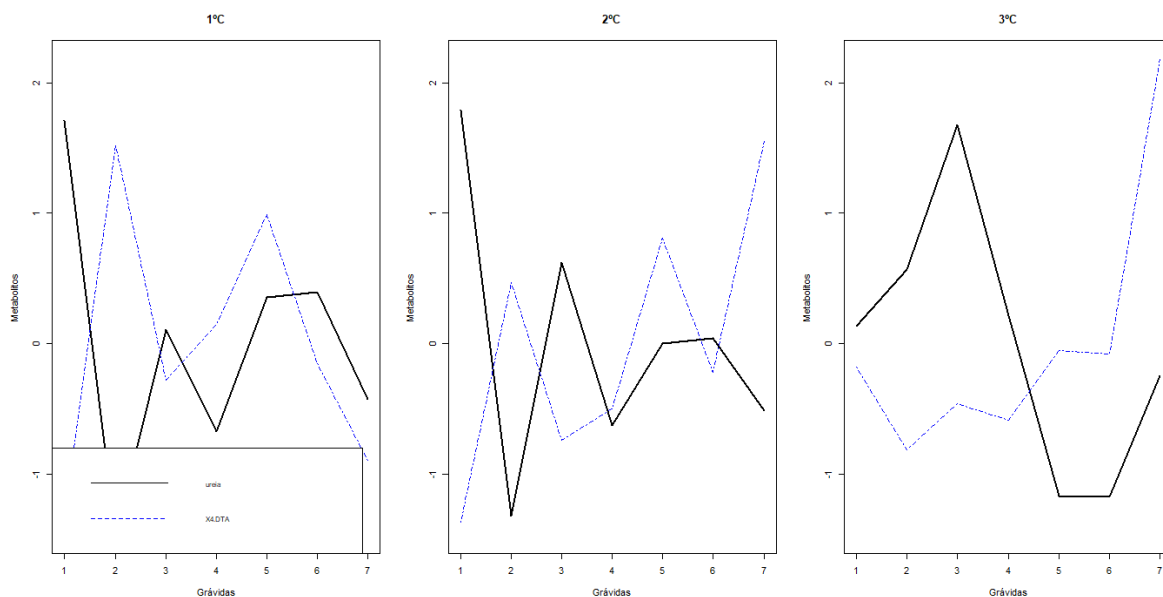 1ºC
2ºC
3ºC
Metabolitos
2
1
0
-1
ureia
X4.DTA
1 2 3 4 5 6 7
Grávidas
Metabolitos
2
1
0
-1
1 2 3 4 5 6 7
Grávidas
Metabolitos
2
1
0
-1
1 2 3 4 5 6 7
Grávidas